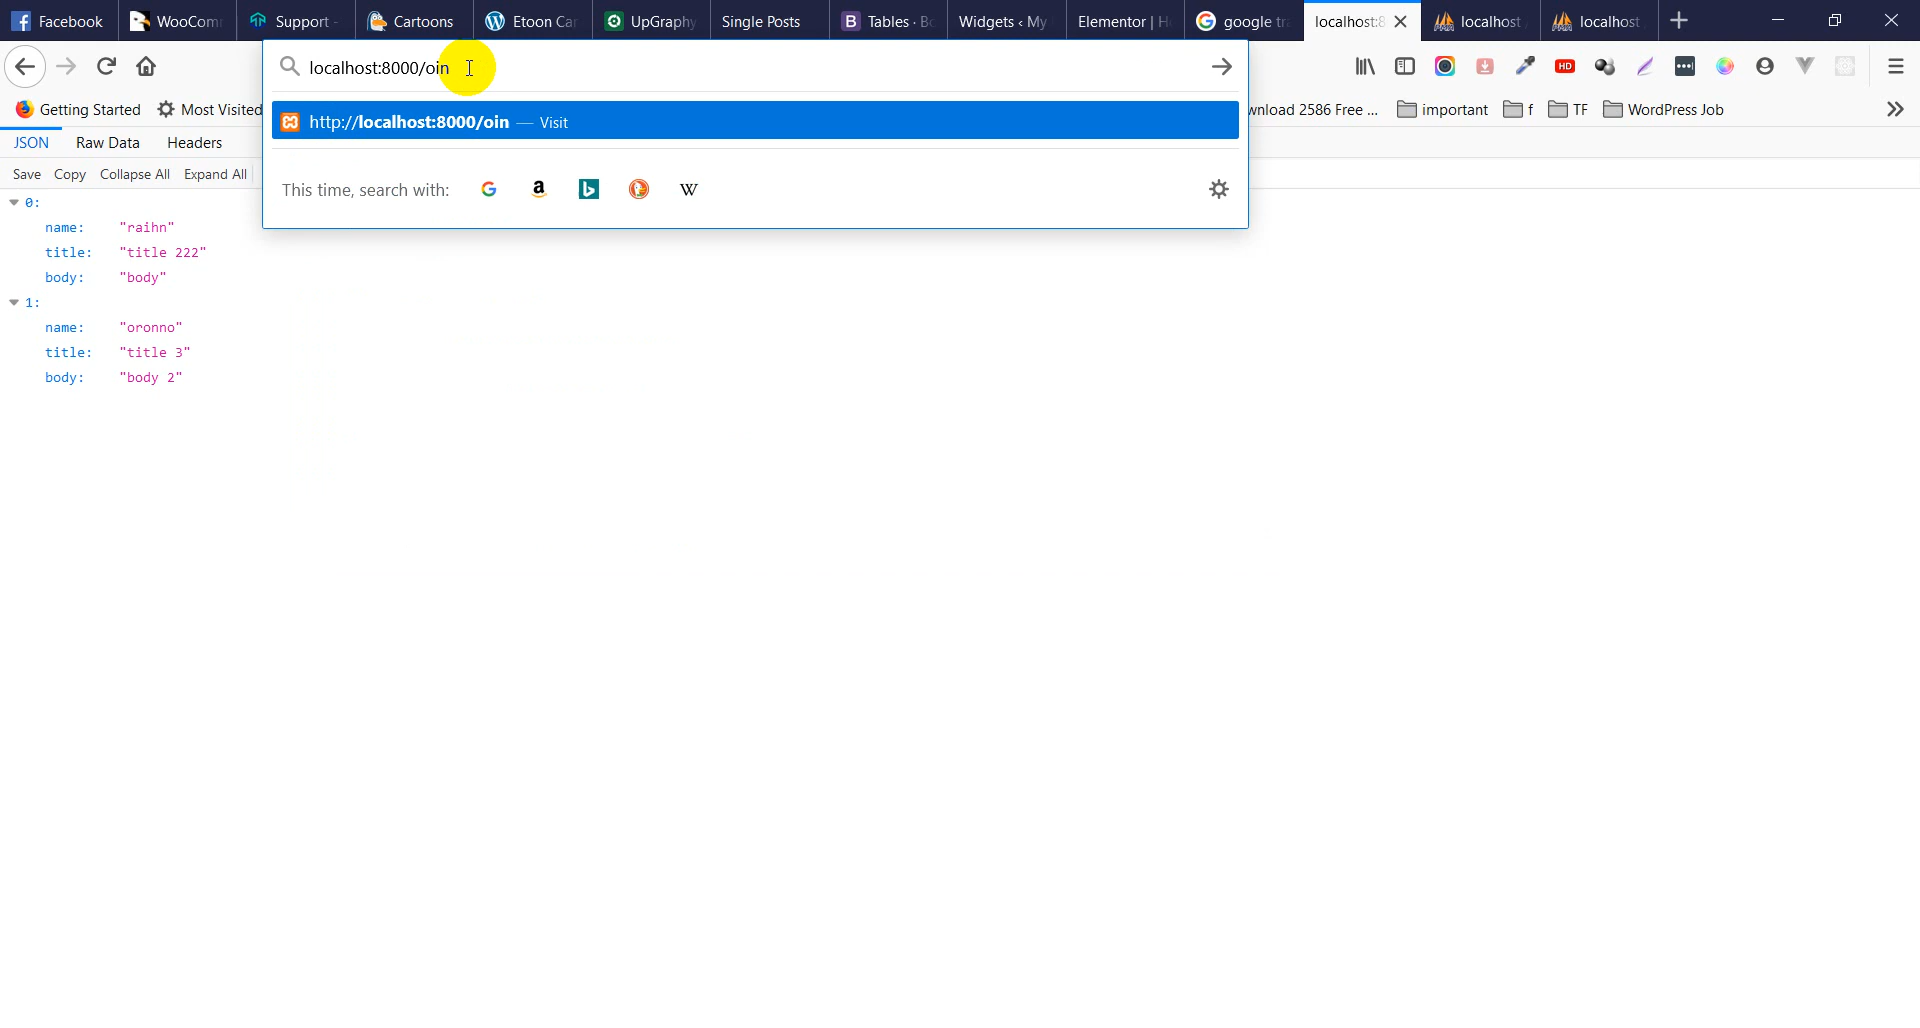 Facebook
WooCom
Support -
Cartoons
Etoon Car
UpGraphy
Single Posts
B Tables · Bo
Widgets ‹ My
Elementor | H
google tra
localhost:8
localhost /
localhost
localhost:8000/oin
Getting Started
Most Visited
http://localhost:8000/oin — Visit
wnload 2586 Free ...
important
f
TF
WordPress Job
JSON
Raw Data
Headers
Save
Copy
Collapse All
Expand All
This time, search with:
0:
name: "raihn"
title: "title 222"
body: "body"
1:
name: "oronno"
title: "title 3"
body: "body 2"